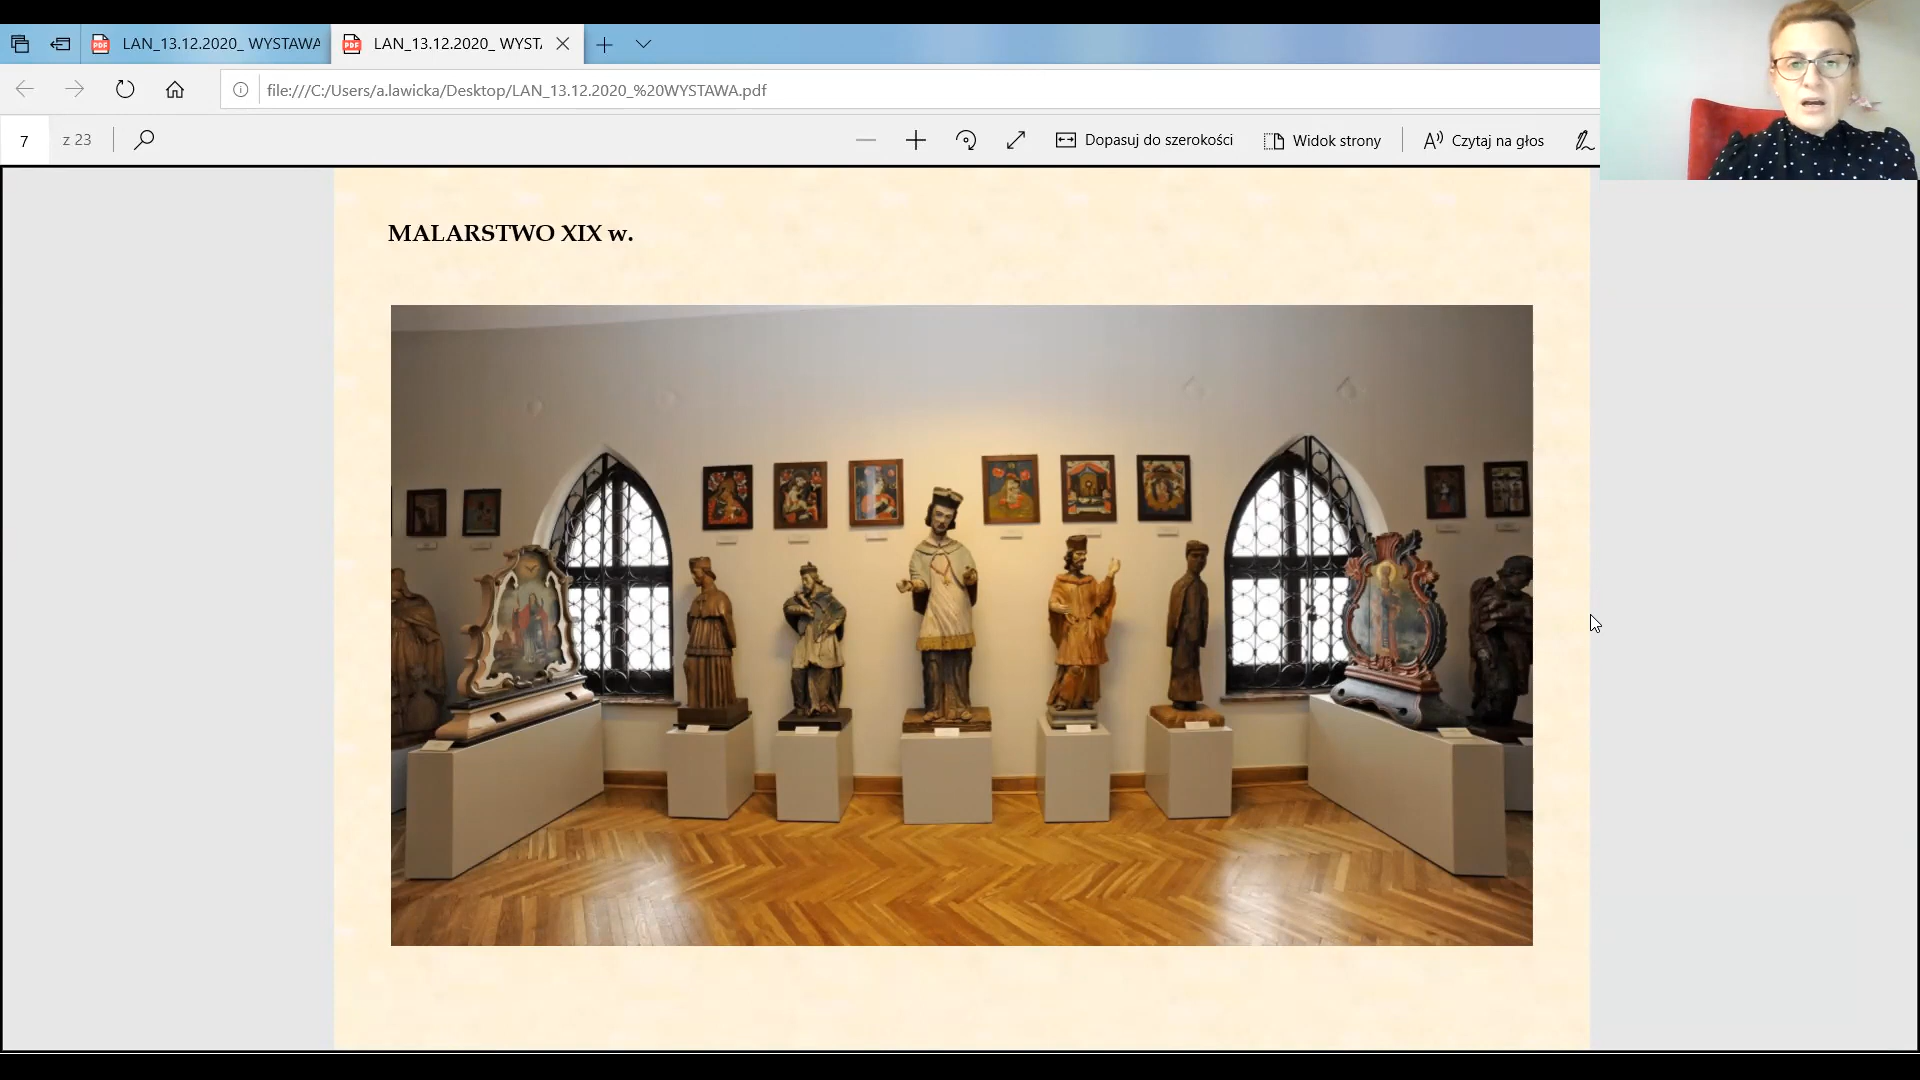 LAN_13.12.2020_ WYSTAWA
LAN_13.12.2020_ WYST
file:///C:/Users/a.lawicka/Desktop/LAN_13.12.2020_%20WYSTAWA.pdf
7 z 23
Dopasuj do szerokości
Widok strony
Czytaj na głos
MALARSTWO XIX w.